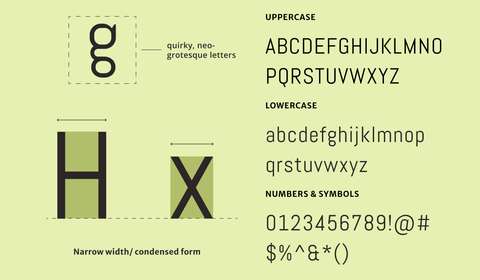 g
quirky, neo-
grotesque letters
H x
Narrow width/ condensed form
UPPERCASE
ABCDEFGHIJKLMNO
PQRSTUVWXYZ
LOWERCASE
abcdefghijklmnop
qrstuvwxyz
NUMBERS & SYMBOLS
0123456789!@#
$%^&*()